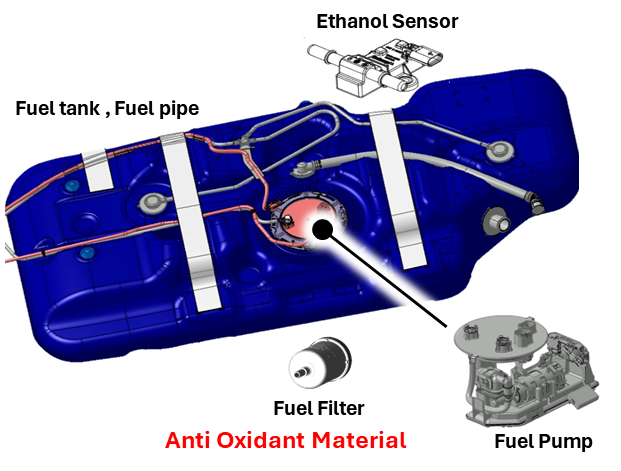 Ethanol Sensor
Fuel tank , Fuel pipe
Fuel Filter
Anti Oxidant Material
Fuel Pump